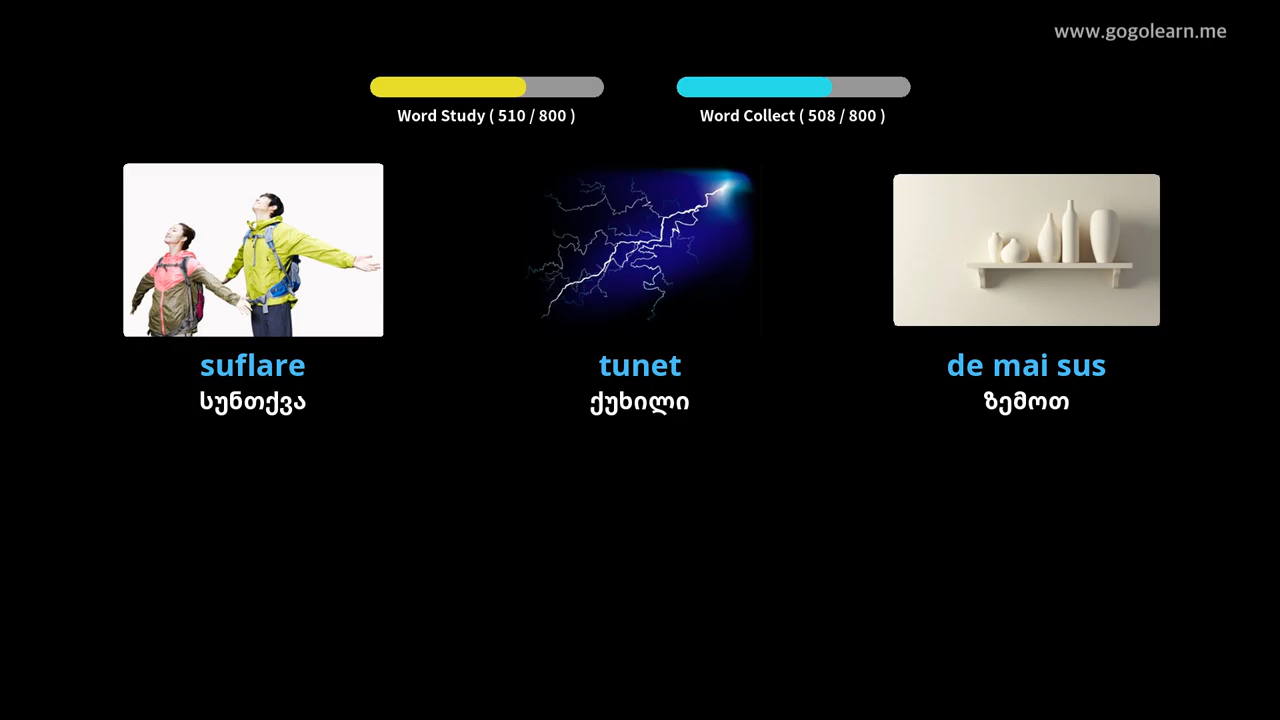 www.gogolearn.me
Word Study ( 510 / 800 )
Word Collect ( 508 / 800 )
suflare
სუნთქვა
tunet
ქუხილი
de mai sus
ზემოთ